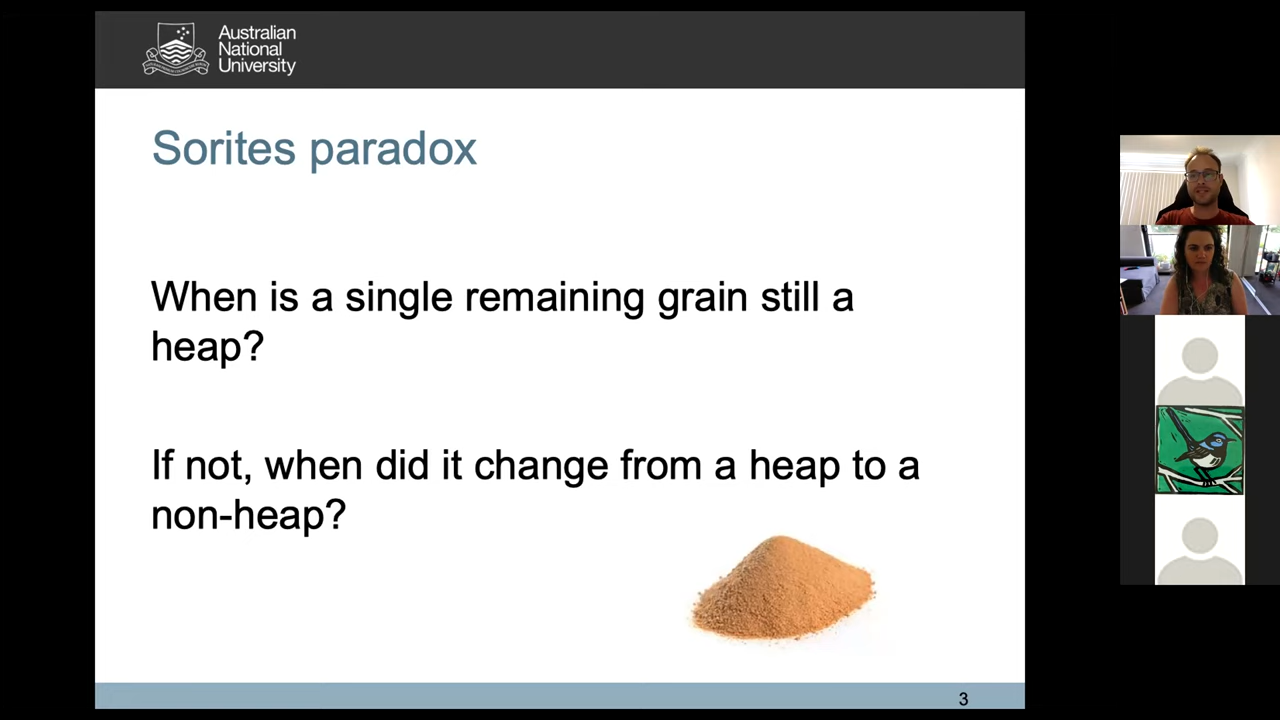 Australian
National
University
Sorites paradox
When is a single remaining grain still a
heap?
If not, when did it change from a heap to a
non-heap?
3